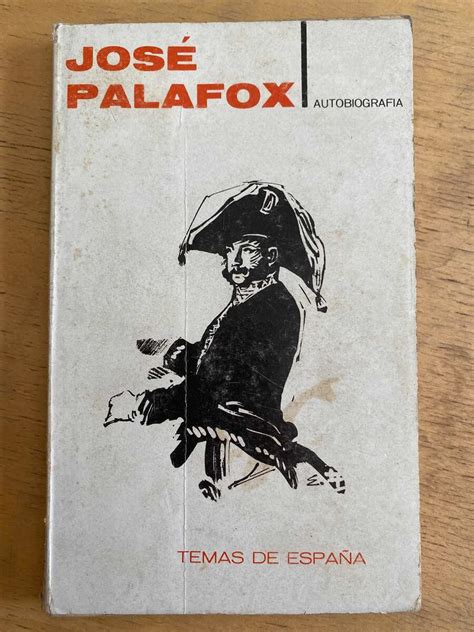 JOSÉ
PALAFOX
AUTOBIOGRAFIA
TEMAS DE ESPAÑA